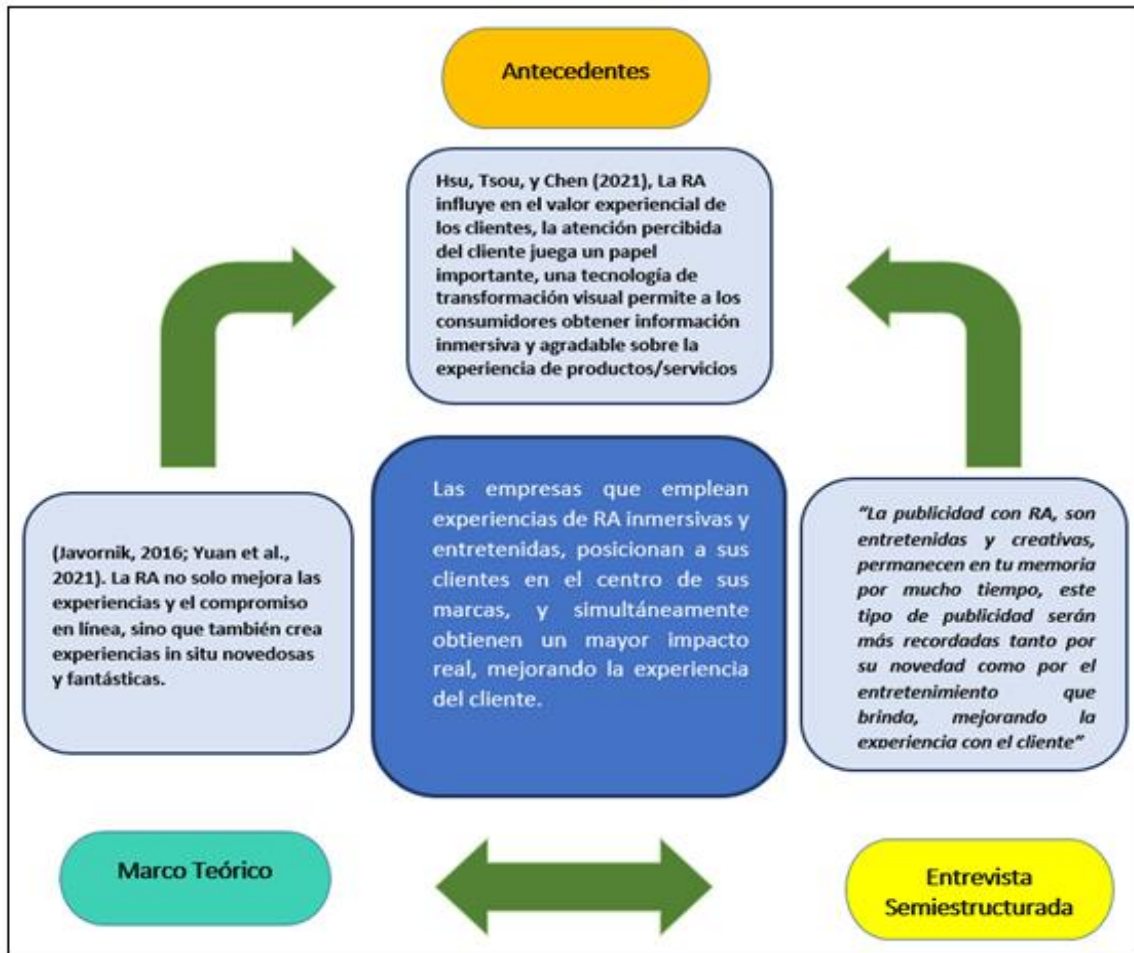 Antecedentes
Hsu, Tsou, y Chen (2021), La RA
influye en el valor experiencial de
los clientes, la atención percibida
del cliente juega un papel
importante, una tecnología de
transformación visual permite a los
consumidores obtener información
inmersiva y agradable sobre la
experiencia de productos/servicios
(Javornik, 2016; Yuan et al.,
2021). La RA no solo mejora las
experiencias y el compromiso
en línea, sino que también crea
experiencias in situ novedosas
y fantásticas.
Las empresas que emplean
experiencias de RA inmersivas y
entretenidas, posicionan a sus
clientes en el centro de sus
marcas, y simultáneamente
obtienen un mayor impacto
real, mejorando la experiencia
del cliente.
“La publicidad con RA, son
entretenidas y creativas,
permanecen en tu memoria
por mucho tiempo, este
tipo de publicidad serán
más recordadas tanto por
su novedad como por el
entretenimiento que
brinda, mejorando la
experiencia con el cliente”
Marco Teórico
Entrevista
Semiestructurada